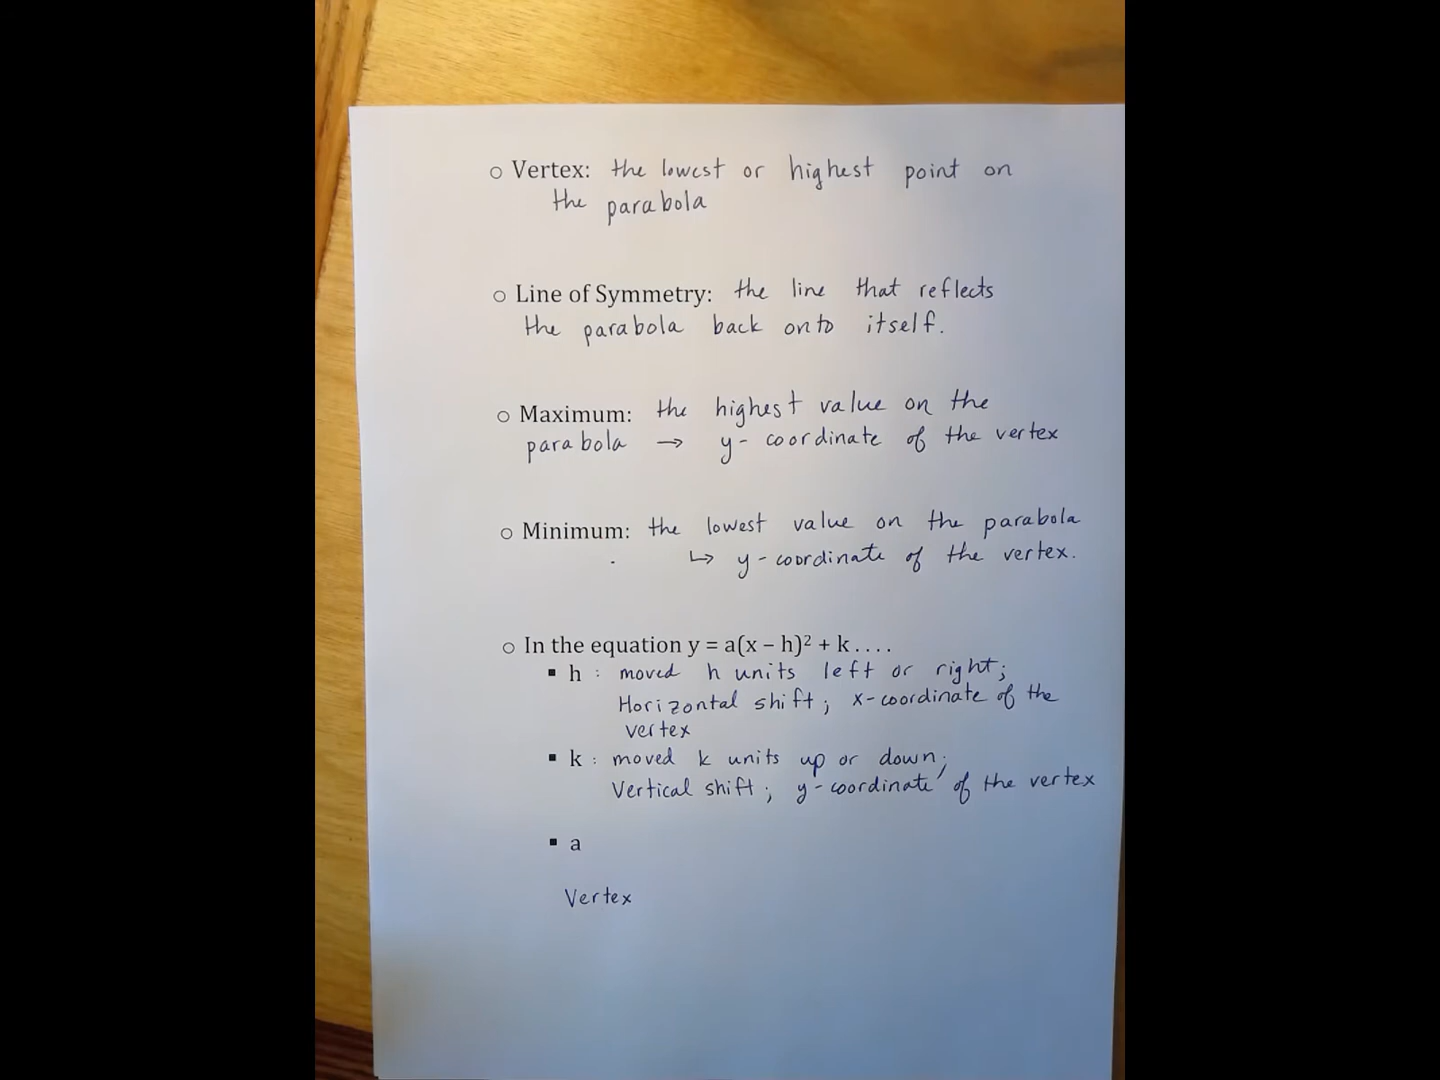 ○ Vertex: the lowest or highest point on
the parabola
○ Line of Symmetry: the line that reflects
the parabola back onto itself.
○ Maximum: the highest value on the
parabola → y-coordinate of the vertex
○ Minimum: the lowest value on the parabola
↳ y-coordinate of the vertex.
○ In the equation y = a(x – h)² + k....
▪ h : moved h units left or right;
Horizontal shift; x-coordinate of the
vertex
▪ k : moved k units up or down;
Vertical shift; y-coordinate of the vertex
▪ a
Vertex